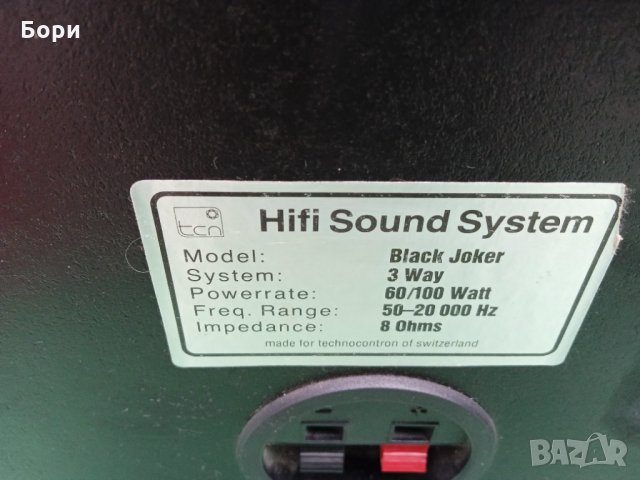 Бори
tcn
Hifi Sound System
Model: Black Joker
System: 3 Way
Powerrate: 60/100 Watt
Freq. Range: 50–20 000 Hz
Impedance: 8 Ohms
made for technocontron of switzerland
BAZAR